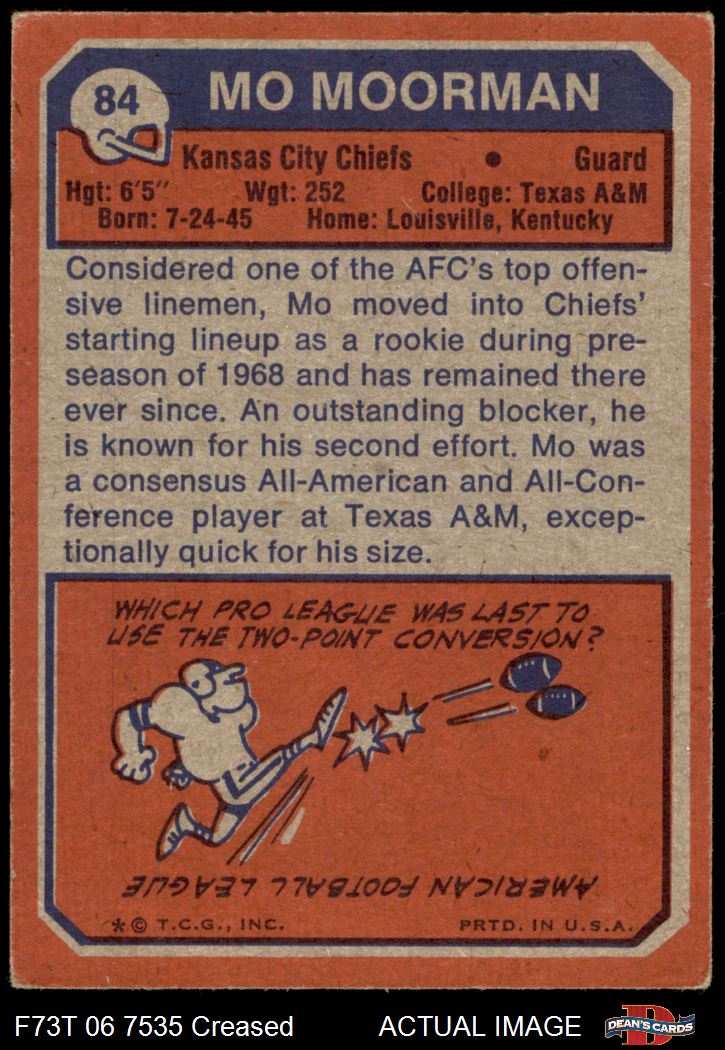 84
MO MOORMAN
Kansas City Chiefs • Guard
Hgt: 6'5" Wgt: 252 College: Texas A&M
Born: 7-24-45 Home: Louisville, Kentucky
Considered one of the AFC's top offen-
sive linemen, Mo moved into Chiefs'
starting lineup as a rookie during pre-
season of 1968 and has remained there
ever since. An outstanding blocker, he
is known for his second effort. Mo was
a consensus All-American and All-Con-
ference player at Texas A&M, excep-
tionally quick for his size.
WHICH PRO LEAGUE WAS LAST TO
USE THE TWO-POINT CONVERSION?
AMERICAN FOOTBALL LEAGUE
*© T.C.G., INC. PRTD. IN U.S.A.
F73T 06 7535 Creased ACTUAL IMAGE
D
DEAN'S CARDS